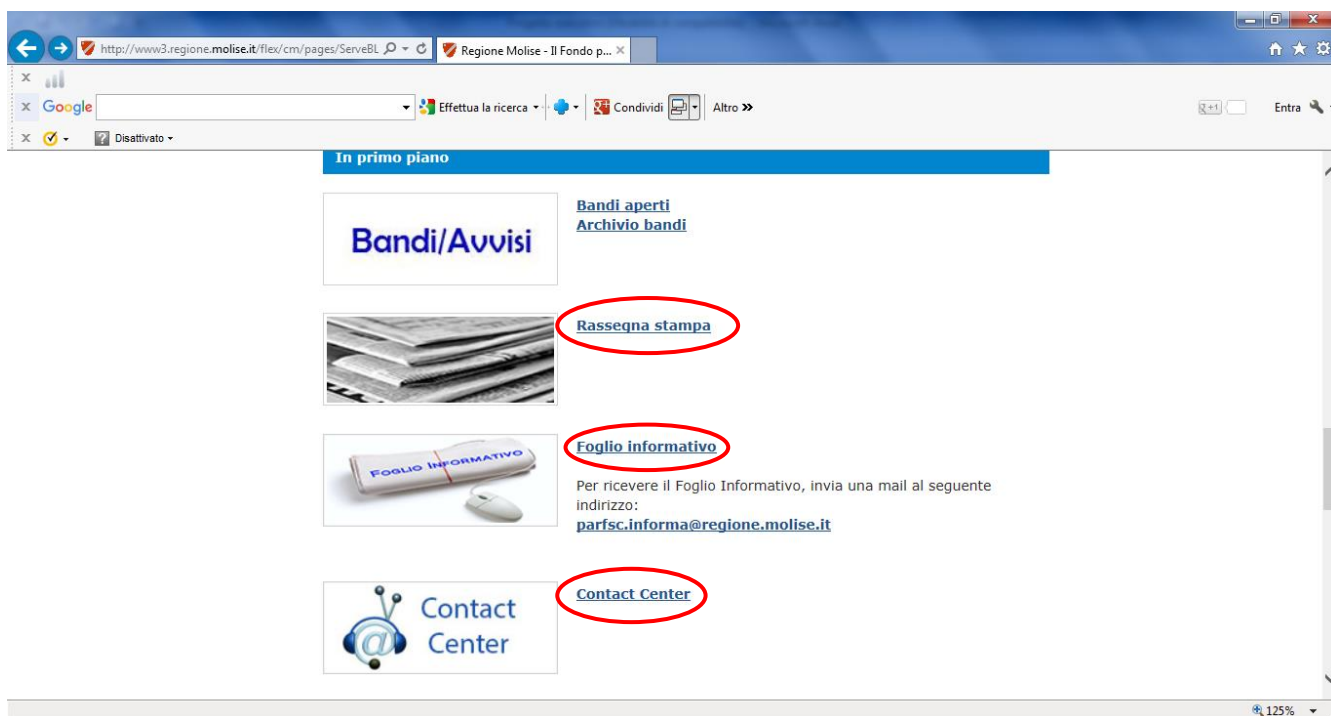 http://www3.regione.molise.it/flex/cm/pages/ServeBL
Regione Molise - Il Fondo p...
Google
Effettua la ricerca
Condividi
Altro »
+1
Entra
Disattivato
In primo piano
Bandi/Avvisi
Bandi aperti
Archivio bandi
Rassegna stampa
FOGLIO INFORMATIVO
Foglio informativo
Per ricevere il Foglio Informativo, invia una mail al seguente
indirizzo:
parfsc.informa@regione.molise.it
@ Contact
Center
Contact Center
125%